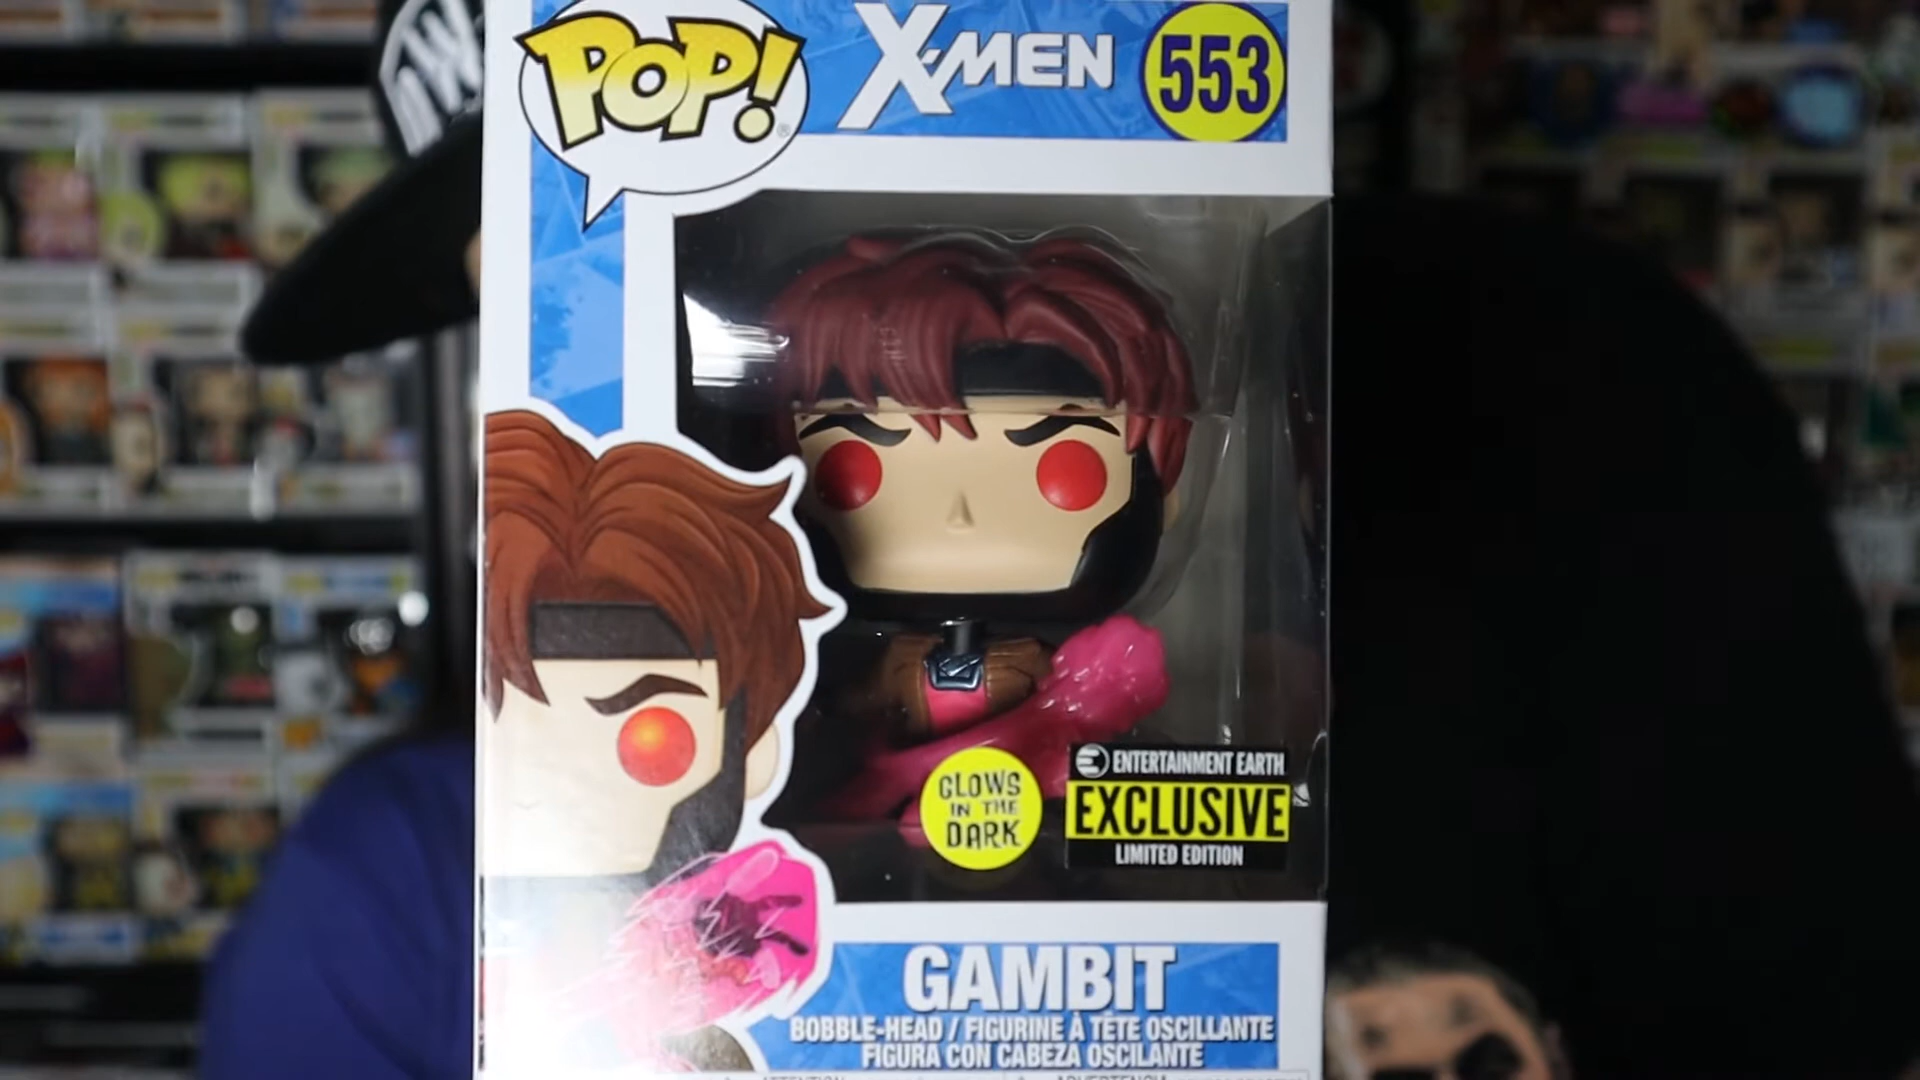 POP!
X-MEN
553
GLOWS
IN THE
DARK
ENTERTAINMENT EARTH
EXCLUSIVE
LIMITED EDITION
GAMBIT
BOBBLE-HEAD / FIGURINE À TÊTE OSCILLANTE
FIGURA CON CABEZA OSCILANTE